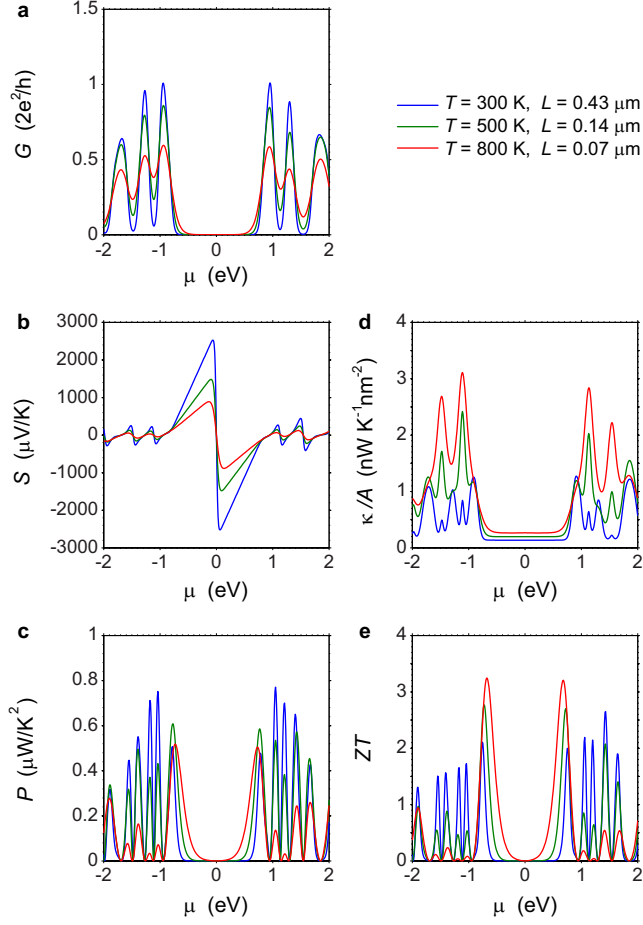 a
1.5
1
0.5
0
G (2e²/h)
-2 -1 0 1 2
μ (eV)
T = 300 K, L = 0.43 μm
T = 500 K, L = 0.14 μm
T = 800 K, L = 0.07 μm
b
3000
2000
1000
0
-1000
-2000
-3000
S (μV/K)
-2 -1 0 1 2
μ (eV)
d
4
3
2
1
0
κ/A (nW K⁻¹nm⁻²)
-2 -1 0 1 2
μ (eV)
c
1
0.8
0.6
0.4
0.2
0
P (μW/K²)
-2 -1 0 1 2
μ (eV)
e
4
3
2
1
0
ZT
-2 -1 0 1 2
μ (eV)